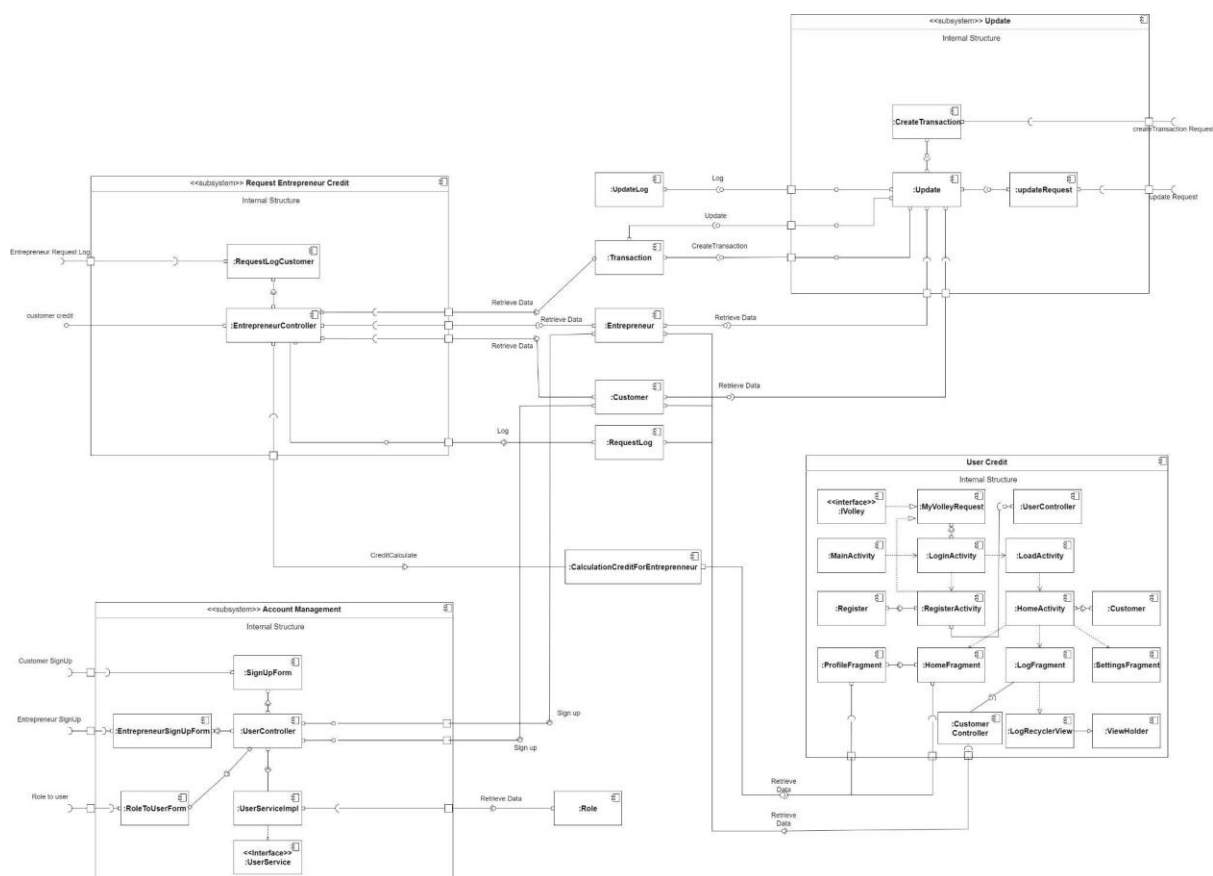 <<subsystem>> Update
Internal Structure
:CreateTransaction
createTransaction Request
:UpdateLog
Log
:Update
:updateRequest
update Request
Update
:Transaction
CreateTransaction
<<subsystem>> Request Entrepreneur Credit
Internal Structure
Entrepreneur Request Log
:RequestLogCustomer
customer credit
:EntrepreneurController
Retrieve Data
Retrieve Data
Retrieve Data
:Entrepreneur
Retrieve Data
:Customer
Retrieve Data
Log
:RequestLog
CreditCalculate
:CalculationCreditForEntreprenneur
User Credit
Internal Structure
<<interface>>
:IVolley
:MyVolleyRequest
:UserController
:MainActivity
:LoginActivity
:LoadActivity
:Register
:RegisterActivity
:HomeActivity
:Customer
:ProfileFragment
:HomeFragment
:LogFragment
:SettingsFragment
:Customer
Controller
:LogRecyclerView
:ViewHolder
<<subsystem>> Account Management
Internal Structure
Customer SignUp
:SignUpForm
Entrepreneur SignUp
:EntrepreneurSignUpForm
:UserController
Sign up
Sign up
Role to user
:RoleToUserForm
:UserServiceImpl
Retrieve Data
:Role
<<Interface>>
:UserService
Retrieve
Data
Retrieve
Data